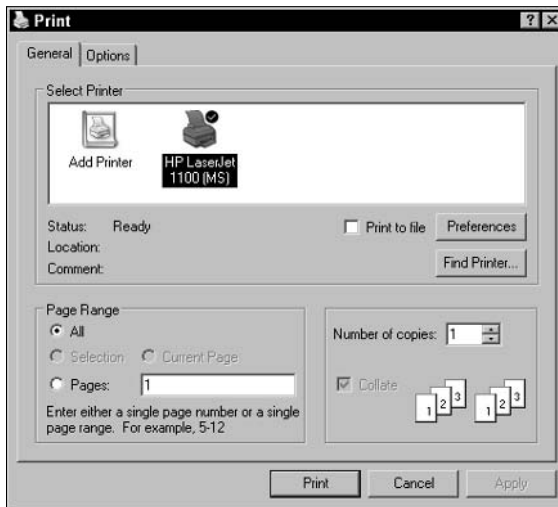 Print
General
Options
Select Printer
Add Printer
HP LaserJet
1100 (MS)
Status: Ready
Location:
Comment:
Print to file
Preferences
Find Printer...
Page Range
All
Selection
Current Page
Pages: 1
Enter either a single page number or a single
page range. For example, 5-12
Number of copies: 1
Collate
1 2 3 1 2 3
Print
Cancel
Apply